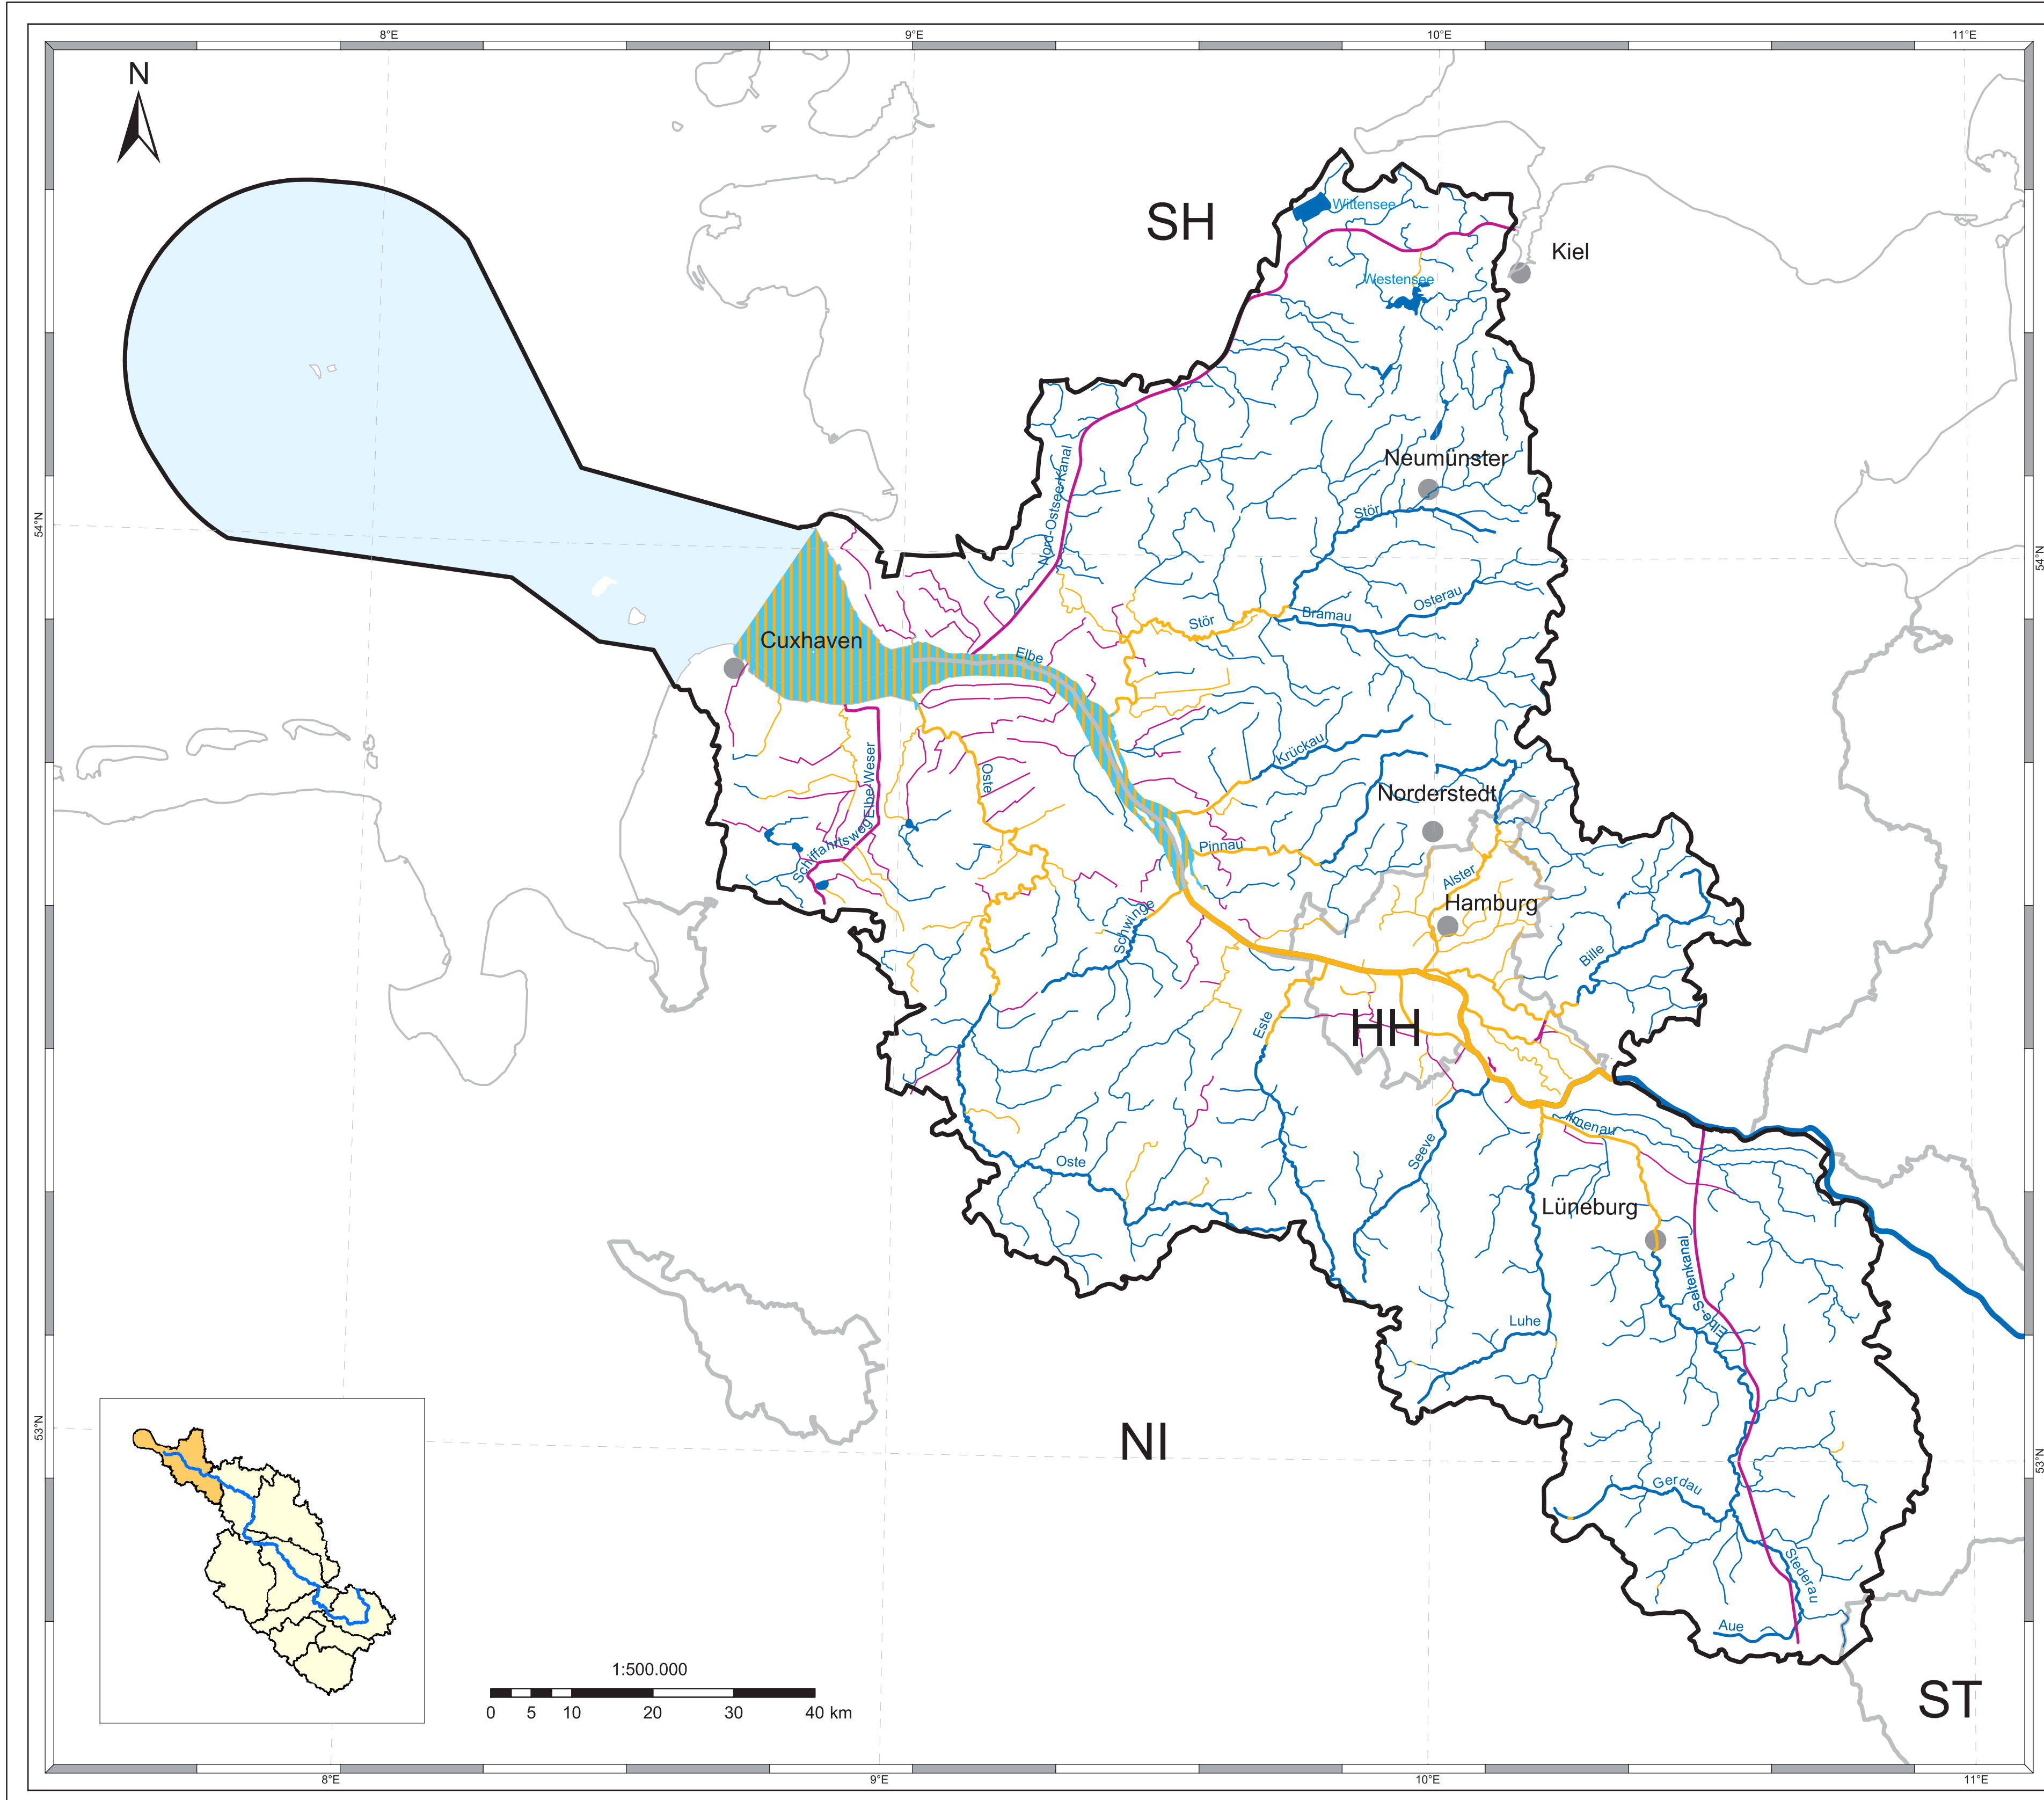 8°E
9°E
10°E
11°E
N
SH
Wittensee
Kiel
Westensee
Neumünster
Nord-Ostsee-Kanal
Stör
54°N
54°N
Osterau
Bramau
Stör
Cuxhaven
Elbe
Krückau
Oste
Schiffahrtsweg Elbe-Weser
Norderstedt
Pinnau
Alster
Hamburg
Schwinge
Bille
Este
HH
Ilmenau
Seeve
Oste
Lüneburg
Elbe-Seitenkanal
Luhe
53°N
NI
53°N
Gerdau
Stederau
Aue
1:500.000
0 5 10 20 30 40 km
ST
8°E
9°E
10°E
11°E